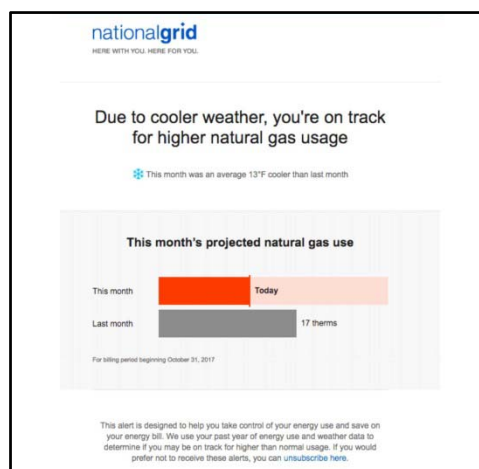 nationalgrid
HERE WITH YOU. HERE FOR YOU.
Due to cooler weather, you're on track
for higher natural gas usage
This month was an average 13°F cooler than last month
This month's projected natural gas use
This month
Today
Last month
17 therms
For billing period beginning October 31, 2017
This alert is designed to help you take control of your energy use and save on
your energy bill. We use your past year of energy use and weather data to
determine if you may be on track for higher than normal usage. If you would
prefer not to receive these alerts, you can unsubscribe here.